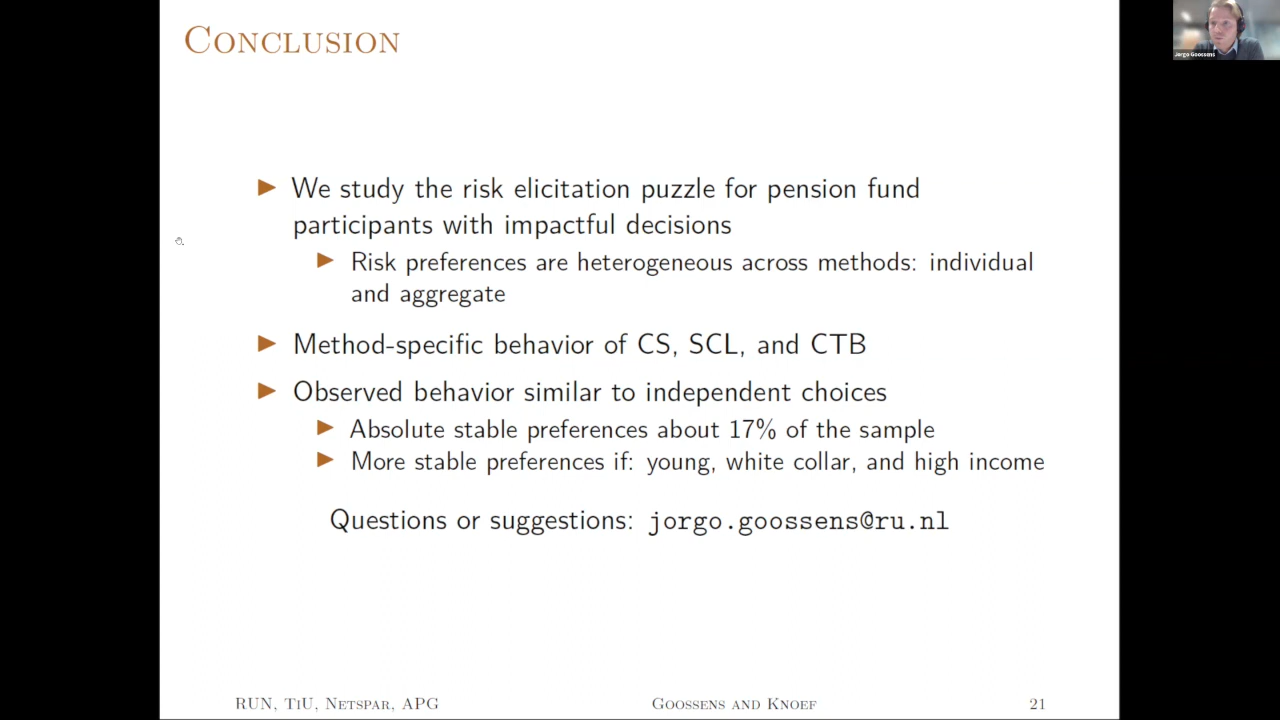 CONCLUSION
Jorgo Goossens
▶ We study the risk elicitation puzzle for pension fund
participants with impactful decisions
▶ Risk preferences are heterogeneous across methods: individual
and aggregate
▶ Method-specific behavior of CS, SCL, and CTB
▶ Observed behavior similar to independent choices
▶ Absolute stable preferences about 17% of the sample
▶ More stable preferences if: young, white collar, and high income
Questions or suggestions: jorgo.goossens@ru.nl
RUN, TiU, Netspar, APG Goossens and Knoef 21